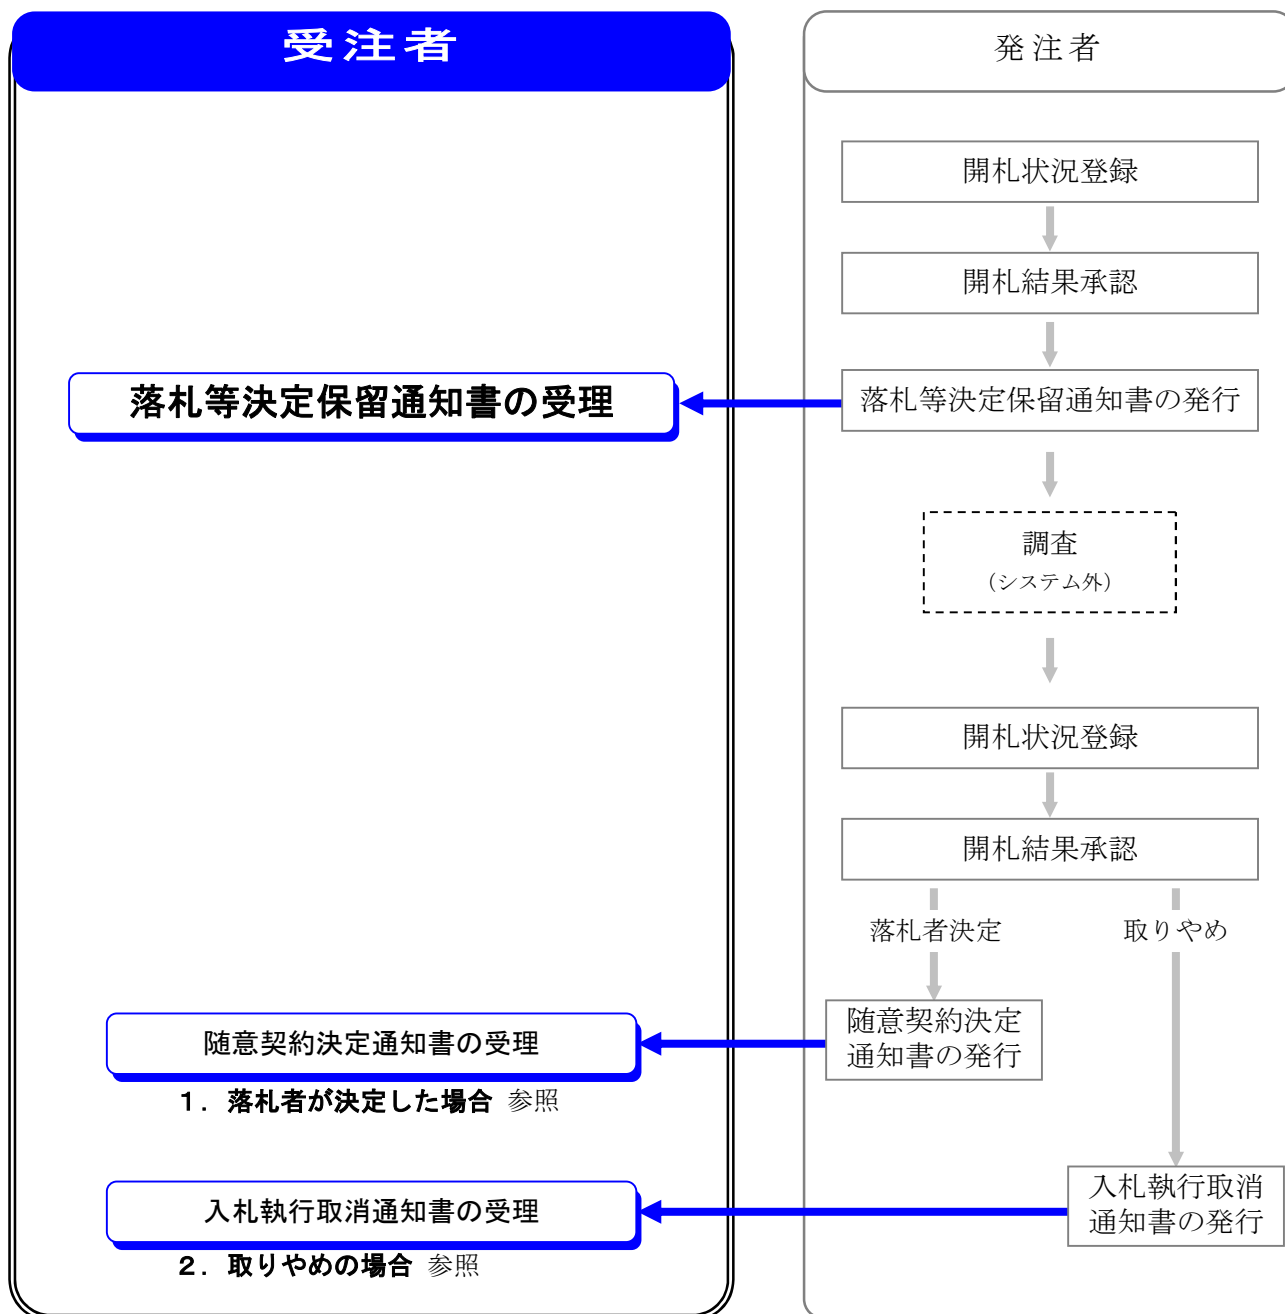 受注者
発注者
開札状況登録
開札結果承認
落札等決定保留通知書の受理
落札等決定保留通知書の発行
調査
（システム外）
開札状況登録
開札結果承認
落札者決定
取りやめ
随意契約決定
通知書の発行
随意契約決定通知書の受理
１．落札者が決定した場合 参照
入札執行取消
通知書の発行
入札執行取消通知書の受理
２．取りやめの場合 参照